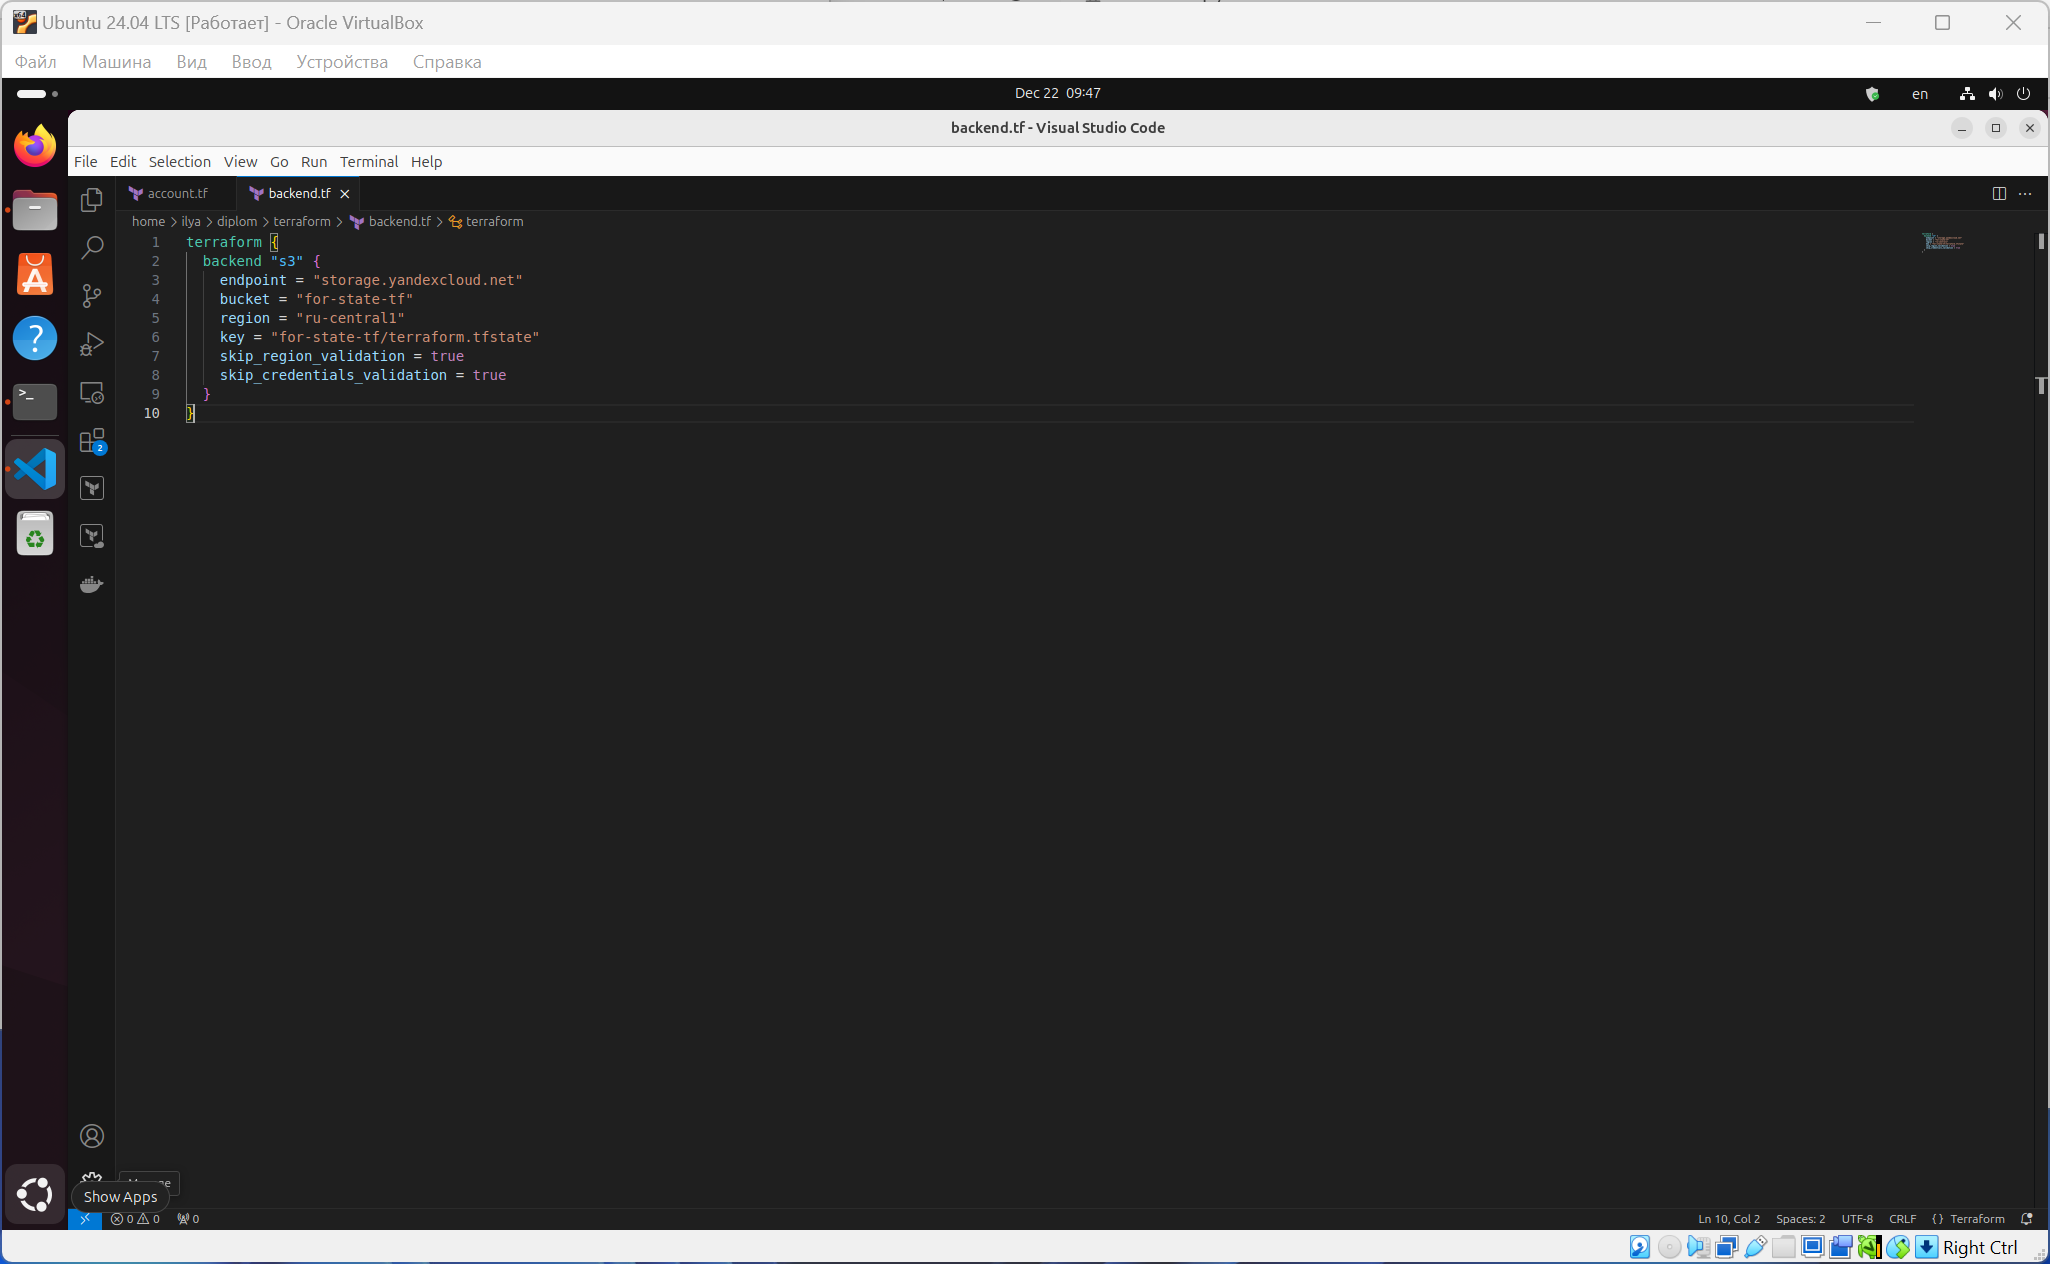 Ubuntu 24.04 LTS [Работает] - Oracle VirtualBox
Файл Машина Вид Ввод Устройства Справка
Dec 22 09:47
en
backend.tf - Visual Studio Code
File Edit Selection View Go Run Terminal Help
account.tf backend.tf
home > ilya > diplom > terraform > backend.tf > terraform
1 terraform {
2 backend "s3" {
3 endpoint = "storage.yandexcloud.net"
4 bucket = "for-state-tf"
5 region = "ru-central1"
6 key = "for-state-tf/terraform.tfstate"
7 skip_region_validation = true
8 skip_credentials_validation = true
9 }
10 }
2
Show Apps
0 0 0 Ln 10, Col 2 Spaces: 2 UTF-8 CRLF {} Terraform
Right Ctrl